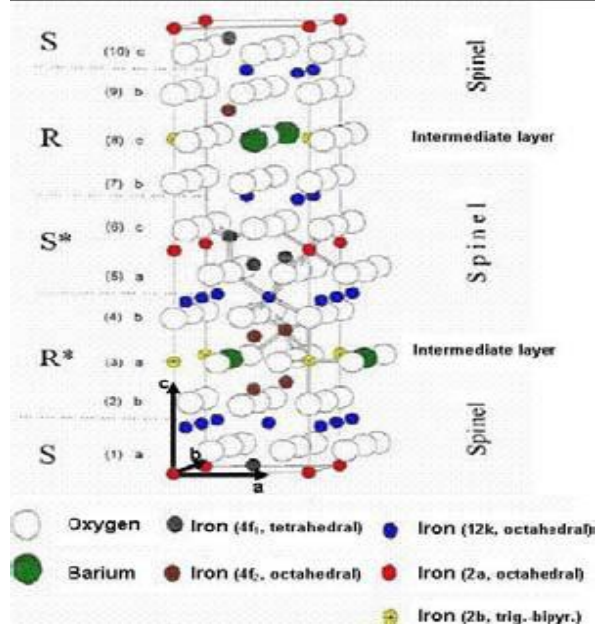 S
(10) c
Spinel
(9) b
R
(8) c
Intermediate layer
(7) b
S*
(6) c
Spinel
(5) a
(4) b
R*
(3) a
Intermediate layer
c
(2) b
S
(1) a
Spinel
b
a
Oxygen
Iron (4f₁, tetrahedral)
Iron (12k, octahedral)
Barium
Iron (4f₂, octahedral)
Iron (2a, octahedral)
Iron (2b, trig.-bipyr.)